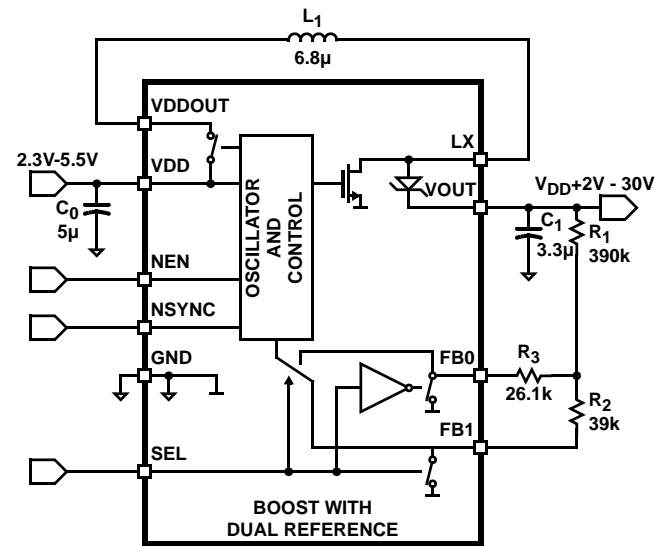 L1
6.8µ
VDDOUT
LX
2.3V-5.5V
VDD
VOUT
VDD+2V - 30V
C0
5µ
OSCILLATOR
AND
CONTROL
C1
3.3µ
R1
390k
NEN
NSYNC
GND
FB0
R3
26.1k
R2
39k
FB1
SEL
BOOST WITH
DUAL REFERENCE